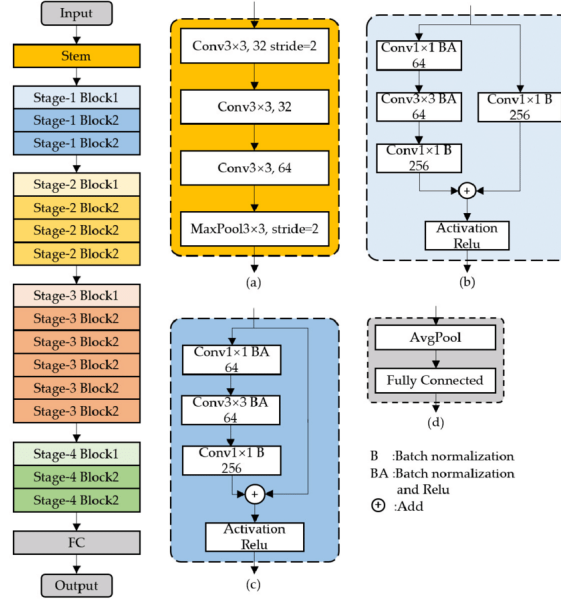 Input
Stem
Stage-1 Block1
Stage-1 Block2
Stage-1 Block2
Stage-2 Block1
Stage-2 Block2
Stage-2 Block2
Stage-2 Block2
Stage-3 Block1
Stage-3 Block2
Stage-3 Block2
Stage-3 Block2
Stage-3 Block2
Stage-3 Block2
Stage-4 Block1
Stage-4 Block2
Stage-4 Block2
FC
Output
Conv3×3, 32 stride=2
Conv3×3, 32
Conv3×3, 64
MaxPool3×3, stride=2
(a)
Conv1×1 BA
64
Conv3×3 BA
64
Conv1×1 B
256
Conv1×1 B
256
+
Activation
Relu
(b)
Conv1×1 BA
64
Conv3×3 BA
64
Conv1×1 B
256
+
Activation
Relu
(c)
AvgPool
Fully Connected
(d)
B :Batch normalization
BA :Batch normalization
and Relu
+ :Add